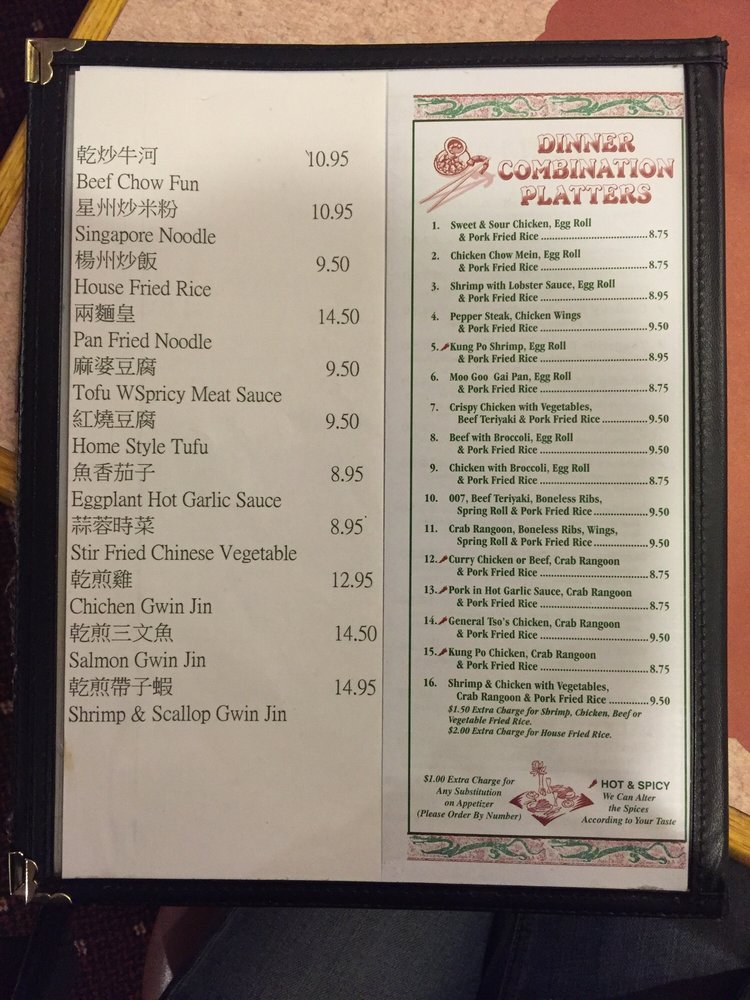 乾炒牛河 10.95
Beef Chow Fun
星州炒米粉 10.95
Singapore Noodle
楊州炒飯 9.50
House Fried Rice
兩麵皇 14.50
Pan Fried Noodle
麻婆豆腐 9.50
Tofu WSpricy Meat Sauce
紅燒豆腐 9.50
Home Style Tufu
魚香茄子 8.95
Eggplant Hot Garlic Sauce
蒜蓉時菜 8.95
Stir Fried Chinese Vegetable
乾煎雞 12.95
Chichen Gwin Jin
乾煎三文魚 14.50
Salmon Gwin Jin
乾煎帶子蝦 14.95
Shrimp & Scallop Gwin Jin
DINNER
COMBINATION
PLATTERS
1. Sweet & Sour Chicken, Egg Roll
& Pork Fried Rice ........................................8.75
2. Chicken Chow Mein, Egg Roll
& Pork Fried Rice ........................................8.75
3. Shrimp with Lobster Sauce, Egg Roll
& Pork Fried Rice ........................................8.95
4. Pepper Steak, Chicken Wings
& Pork Fried Rice ........................................9.50
5. Kung Po Shrimp, Egg Roll
& Pork Fried Rice ........................................8.95
6. Moo Goo Gai Pan, Egg Roll
& Pork Fried Rice ........................................8.75
7. Crispy Chicken with Vegetables,
Beef Teriyaki & Pork Fried Rice ..................9.50
8. Beef with Broccoli, Egg Roll
& Pork Fried Rice ........................................9.50
9. Chicken with Broccoli, Egg Roll
& Pork Fried Rice ........................................8.75
10. 007, Beef Teriyaki, Boneless Ribs,
Spring Roll & Pork Fried Rice ....................9.50
11. Crab Rangoon, Boneless Ribs, Wings,
Spring Roll & Pork Fried Rice ....................9.50
12. Curry Chicken or Beef, Crab Rangoon
& Pork Fried Rice ........................................8.75
13. Pork in Hot Garlic Sauce, Crab Rangoon
& Pork Fried Rice ........................................8.75
14. General Tso's Chicken, Crab Rangoon
& Pork Fried Rice ........................................9.50
15. Kung Po Chicken, Crab Rangoon
& Pork Fried Rice ........................................8.75
16. Shrimp & Chicken with Vegetables,
Crab Rangoon & Pork Fried Rice ...............9.50
$1.50 Extra Charge for Shrimp, Chicken, Beef or
Vegetable Fried Rice.
$2.00 Extra Charge for House Fried Rice.
$1.00 Extra Charge for
Any Substitution
on Appetizer
(Please Order By Number)
HOT & SPICY
We Can Alter
the Spices
According to Your Taste